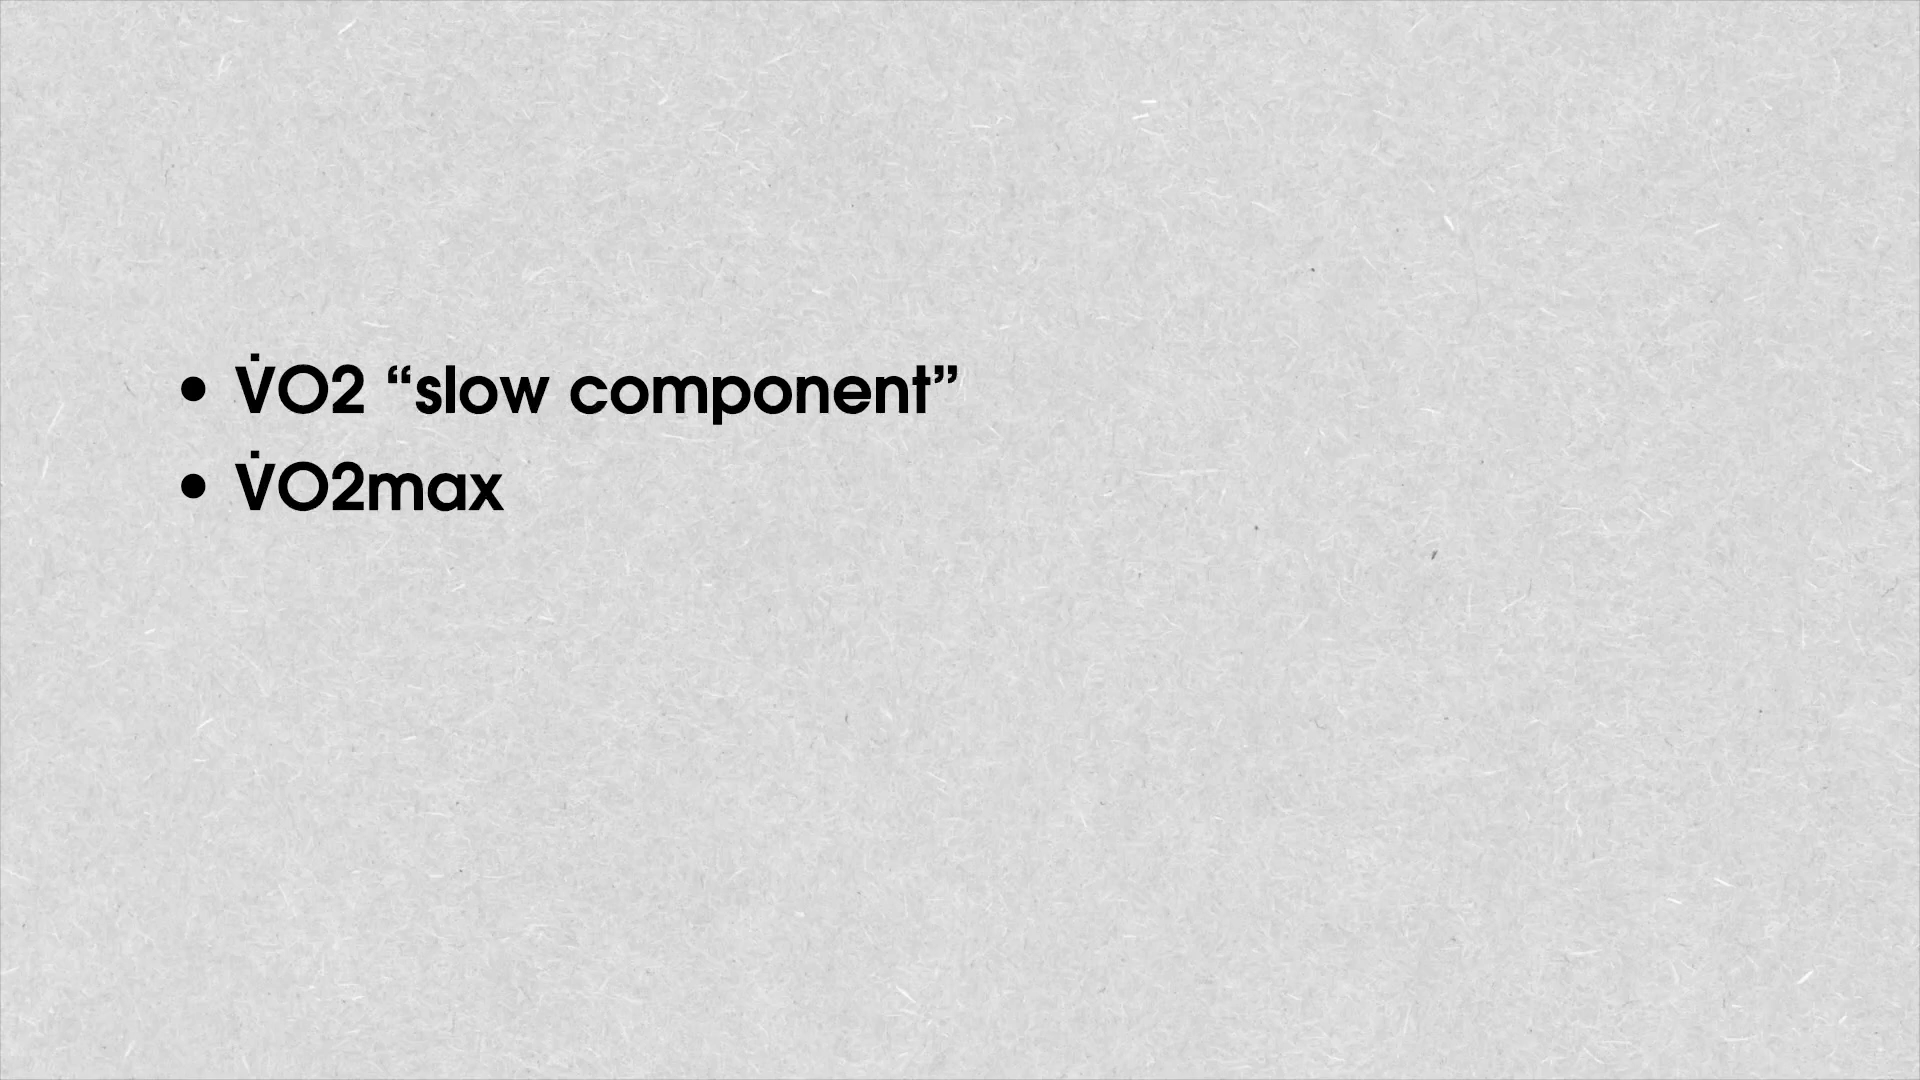 • V̇O2 “slow component”
• V̇O2max